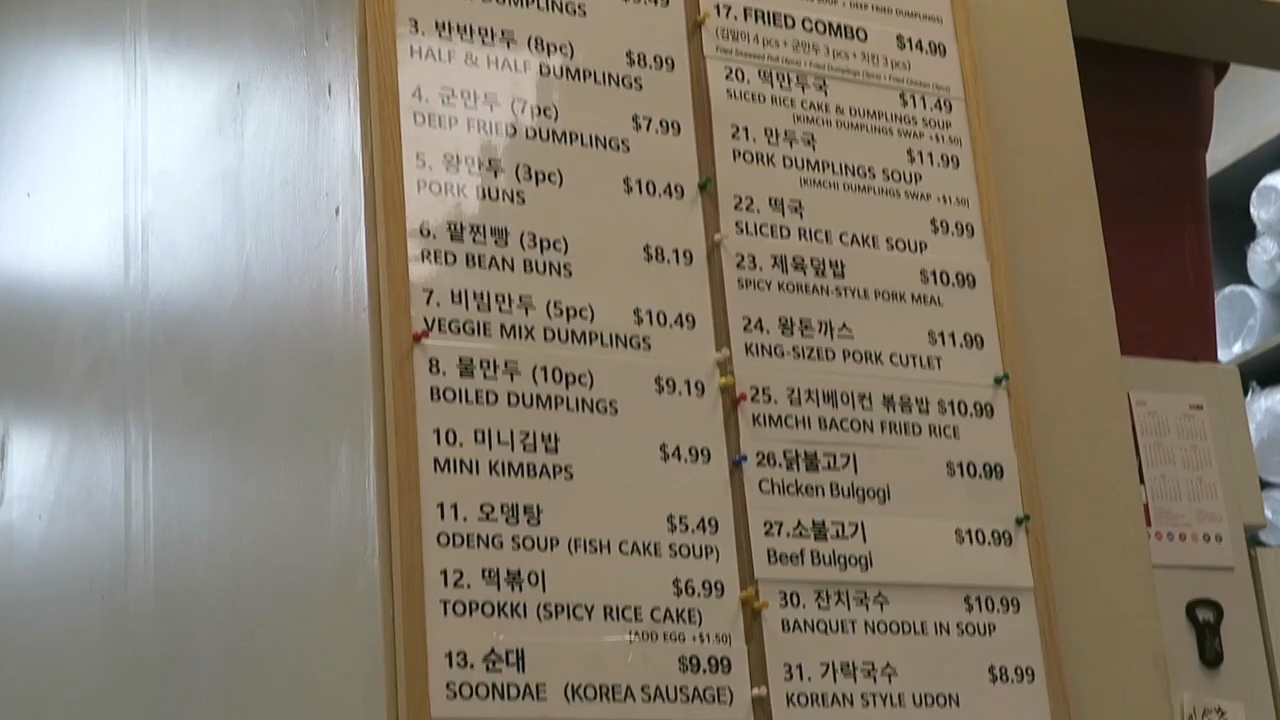 DUMPLINGS
3. 반반만두 (8pc) $8.99
HALF & HALF DUMPLINGS
4. 군만두 (7pc) $7.99
DEEP FRIED DUMPLINGS
5. 왕만두 (3pc) $10.49
PORK BUNS
6. 팥찐빵 (3pc) $8.19
RED BEAN BUNS
7. 비빔만두 (5pc) $10.49
VEGGIE MIX DUMPLINGS
8. 물만두 (10pc) $9.19
BOILED DUMPLINGS
10. 미니김밥 $4.99
MINI KIMBAPS
11. 오뎅탕 $5.49
ODENG SOUP (FISH CAKE SOUP)
12. 떡볶이 $6.99
TOPOKKI (SPICY RICE CAKE)
[ADD EGG +$1.50]
13. 순대 $9.99
SOONDAE (KOREA SAUSAGE)
SOUP + DEEP FRIED DUMPLINGS)
17. FRIED COMBO $14.99
(김말이 4 pcs + 군만두 3 pcs + 치킨 3 pcs)
Fried Seaweed Roll (4pcs) + Fried Dumplings (3pcs) + Fried Chicken (3pcs)
20. 떡만두국 $11.49
SLICED RICE CAKE & DUMPLINGS SOUP
[KIMCHI DUMPLINGS SWAP +$1.50]
21. 만두국 $11.99
PORK DUMPLINGS SOUP
[KIMCHI DUMPLINGS SWAP +$1.50]
22. 떡국 $9.99
SLICED RICE CAKE SOUP
23. 제육덮밥 $10.99
SPICY KOREAN-STYLE PORK MEAL
24. 왕돈까스 $11.99
KING-SIZED PORK CUTLET
25. 김치베이컨 볶음밥 $10.99
KIMCHI BACON FRIED RICE
26.닭불고기 $10.99
Chicken Bulgogi
27.소불고기 $10.99
Beef Bulgogi
30. 잔치국수 $10.99
BANQUET NOODLE IN SOUP
31. 가락국수 $8.99
KOREAN STYLE UDON